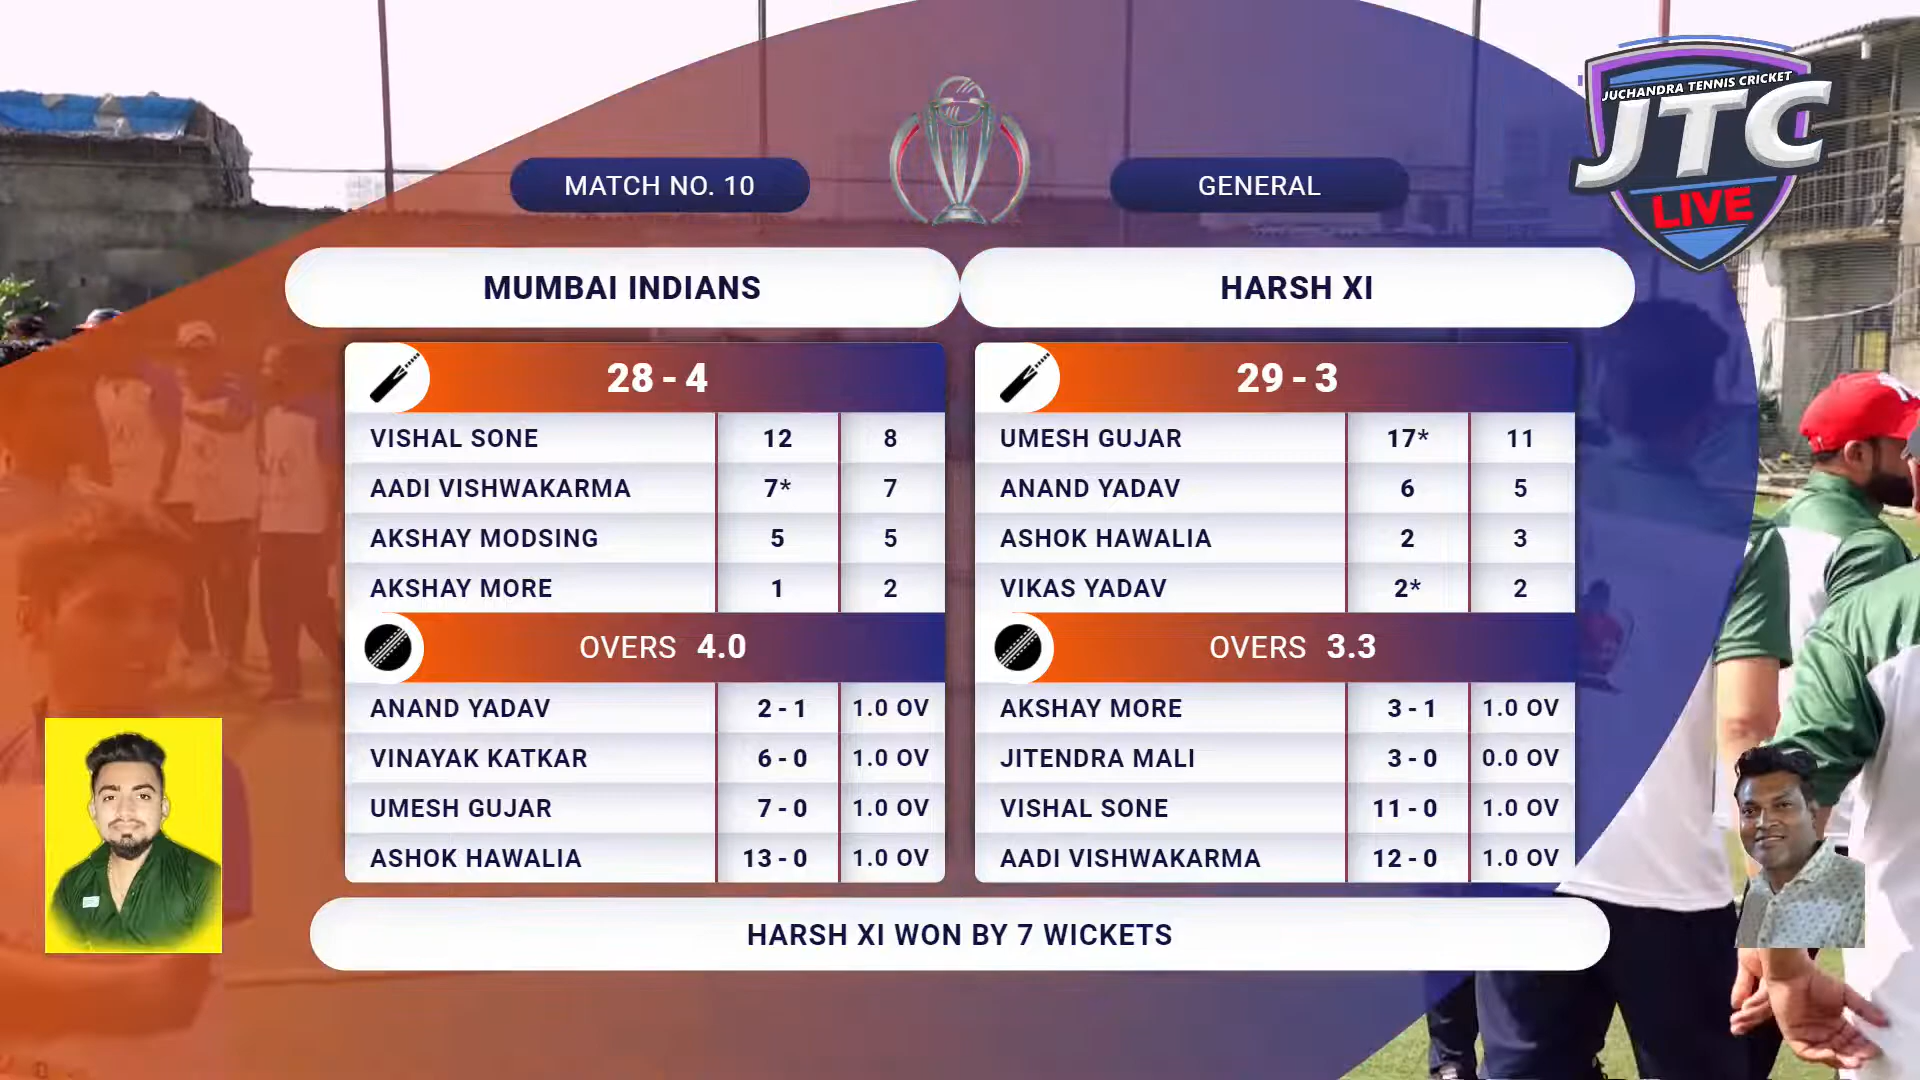 JUCHANDRA TENNIS CRICKET
JTC
LIVE
MATCH NO. 10
GENERAL
MUMBAI INDIANS
HARSH XI
28 - 4
VISHAL SONE 12 8
AADI VISHWAKARMA 7* 7
AKSHAY MODSING 5 5
AKSHAY MORE 1 2
OVERS 4.0
ANAND YADAV 2 - 1 1.0 OV
VINAYAK KATKAR 6 - 0 1.0 OV
UMESH GUJAR 7 - 0 1.0 OV
ASHOK HAWALIA 13 - 0 1.0 OV
29 - 3
UMESH GUJAR 17* 11
ANAND YADAV 6 5
ASHOK HAWALIA 2 3
VIKAS YADAV 2* 2
OVERS 3.3
AKSHAY MORE 3 - 1 1.0 OV
JITENDRA MALI 3 - 0 0.0 OV
VISHAL SONE 11 - 0 1.0 OV
AADI VISHWAKARMA 12 - 0 1.0 OV
HARSH XI WON BY 7 WICKETS